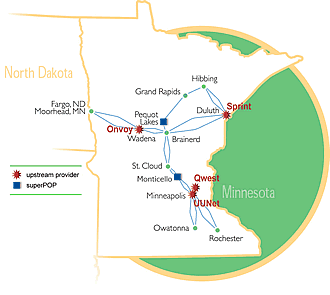 North Dakota
Hibbing
Grand Rapids
Fargo, ND
Moorhead, MN
Pequot
Lakes
Duluth
Sprint
Onvoy
Wadena
Brainerd
St. Cloud
upstream provider
superPOP
Monticello
Qwest
Minneapolis
Minnesota
UUNet
Owatonna
Rochester